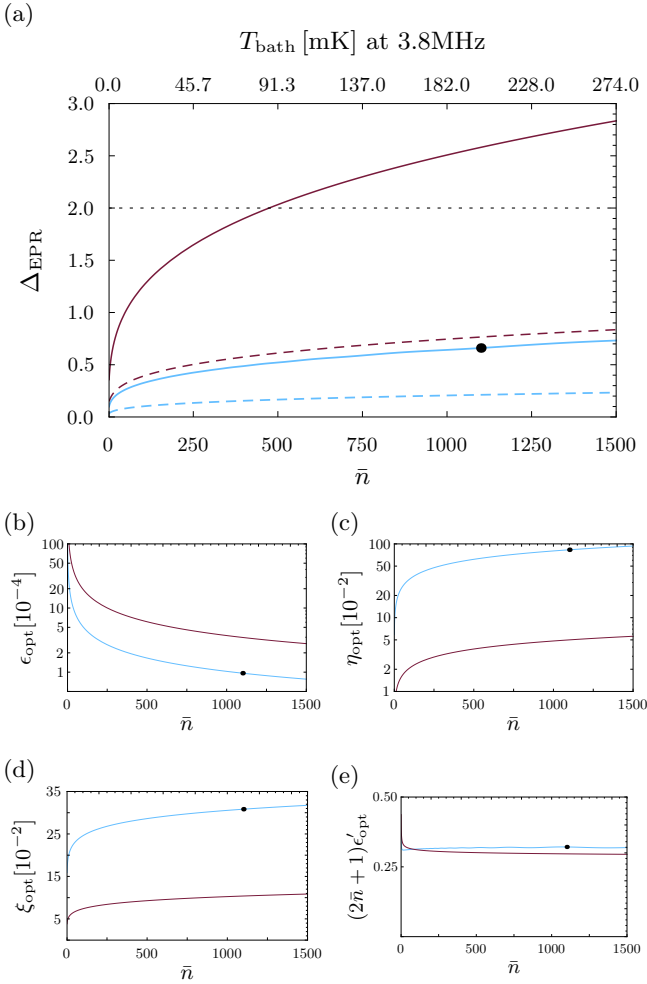 (a)
T_bath [mK] at 3.8MHz
0.0 45.7 91.3 137.0 182.0 228.0 274.0
3.0
2.5
2.0
1.5
1.0
0.5
0.0
Δ_EPR
0 250 500 750 1000 1250 1500
n̄
(b)
100
50
20
10
5
2
1
ϵ_opt[10⁻⁴]
0 500 1000 1500
n̄
(c)
100
50
10
5
2
1
η_opt[10⁻²]
0 500 1000 1500
n̄
(d)
35
25
15
5
ξ_opt[10⁻²]
0 500 1000 1500
n̄
(e)
0.50
0.25
(2n̄ + 1)ϵ′_opt
0 500 1000 1500
n̄